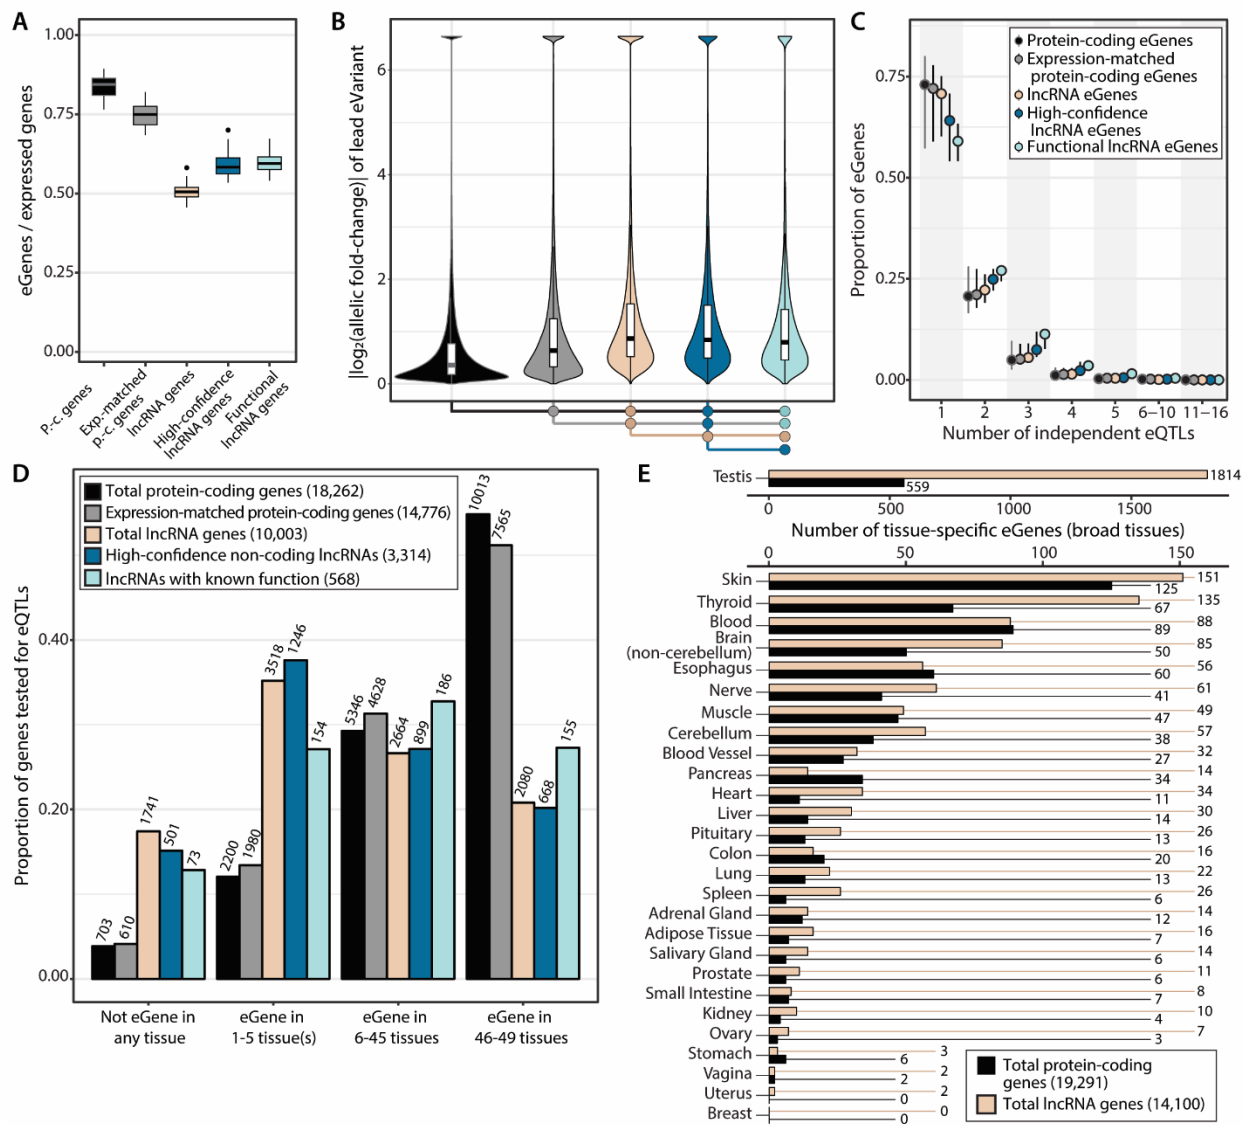 A
1.00
0.75
0.50
0.25
0.00
eGenes / expressed genes
P.-c. genes
Exp.-matched
p.-c. genes
lncRNA genes
High-confidence
lncRNA genes
Functional
lncRNA genes
B
6
4
2
0
|log₂(allelic fold-change)| of lead eVariant
C
0.75
0.50
0.25
0.00
Proportion of eGenes
Protein-coding eGenes
Expression-matched
protein-coding eGenes
lncRNA eGenes
High-confidence
lncRNA eGenes
Functional lncRNA eGenes
1 2 3 4 5 6–10 11–16
Number of independent eQTLs
D
Total protein-coding genes (18,262)
Expression-matched protein-coding genes (14,776)
Total lncRNA genes (10,003)
High-confidence non-coding lncRNAs (3,314)
lncRNAs with known function (568)
Proportion of genes tested for eQTLs
0.40
0.20
0.00
703 610 1741 501 73
2200 1980 3518 1246 154
5346 4628 2664 899 186
10013 7565 2080 668 155
Not eGene in
any tissue
eGene in
1-5 tissue(s)
eGene in
6-45 tissues
eGene in
46-49 tissues
E
Testis 1814
559
0 500 1000 1500
Number of tissue-specific eGenes (broad tissues)
0 50 100 150
Skin 151
125
Thyroid 135
67
Blood 88
89
Brain
(non-cerebellum) 85
50
Esophagus 56
60
Nerve 61
41
Muscle 49
47
Cerebellum 57
38
Blood Vessel 32
27
Pancreas 14
34
Heart 34
11
Liver 30
14
Pituitary 26
13
Colon 16
20
Lung 22
13
Spleen 26
6
Adrenal Gland 14
12
Adipose Tissue 16
7
Salivary Gland 14
6
Prostate 11
6
Small Intestine 8
7
Kidney 10
4
Ovary 7
3
Stomach 3
6
Vagina 2
2
Uterus 2
0
Breast 0
0
Total protein-coding
genes (19,291)
Total lncRNA genes (14,100)